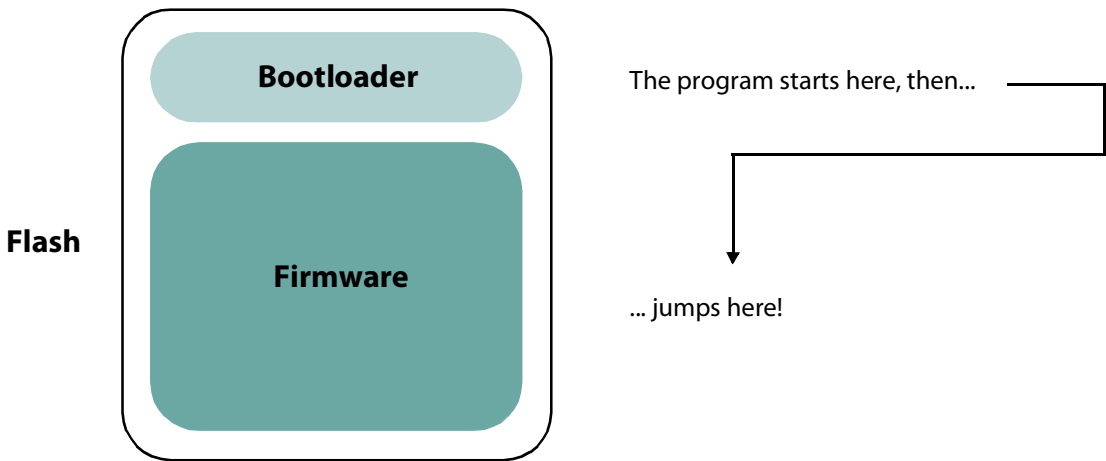 Bootloader
The program starts here, then...
Flash
Firmware
... jumps here!